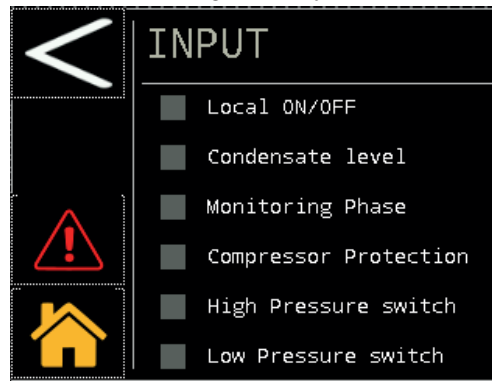 INPUT
Local ON/OFF
Condensate level
Monitoring Phase
Compressor Protection
High Pressure switch
Low Pressure switch